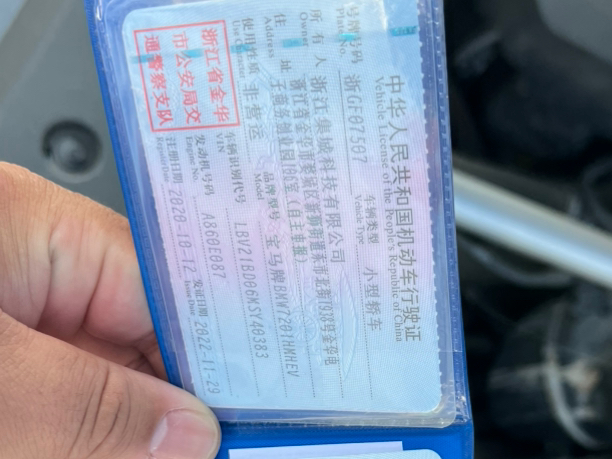 中华人民共和国机动车行驶证
Vehicle License of the People's Republic of China
号牌号码 浙GF07507 车辆类型 小型轿车
Plate No. Vehicle Type
所有人 浙江集城科技有限公司
Owner
住址
Address
使用性质 非营运 品牌型号 宝马牌BMW7201HMHEV
Use Character Model
浙江省金华
市公安局交
通警察支队
车辆识别代号 LBV21BD06MSY40383
VIN
发动机号码 A860E087
Engine No.
注册日期 2020-10-12 发证日期 2022-11-29
Register Date Issue Date